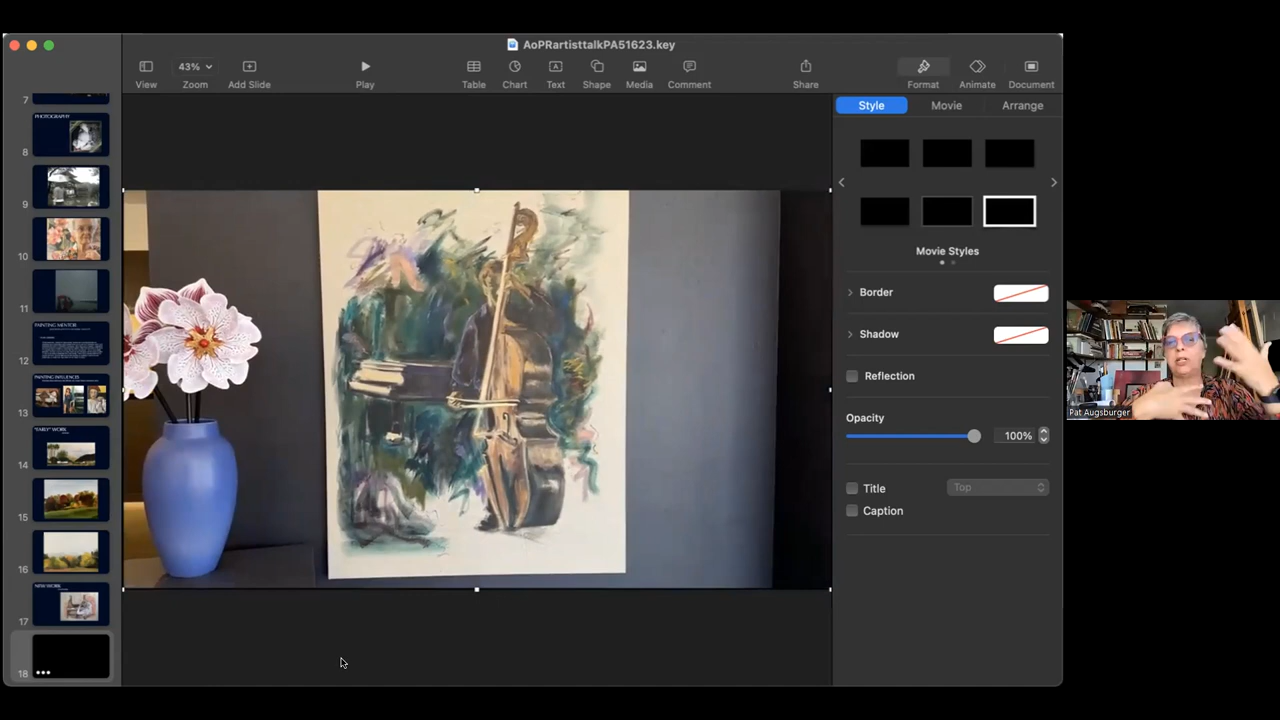 AoPRartisttalkPA51623.key
43%
View
Zoom
Add Slide
Play
Table
Chart
Text
Shape
Media
Comment
Share
Format
Animate
Document
Style
Movie
Arrange
7
PHOTOGRAPHY
8
9
10
11
PAINTING MENTOR
12
PAINTING INFLUENCES
13
"EARLY" WORK
14
15
16
NEW WORK
17
18
Movie Styles
Border
Shadow
Reflection
Opacity
100%
Title
Top
Caption
Pat Augsburger